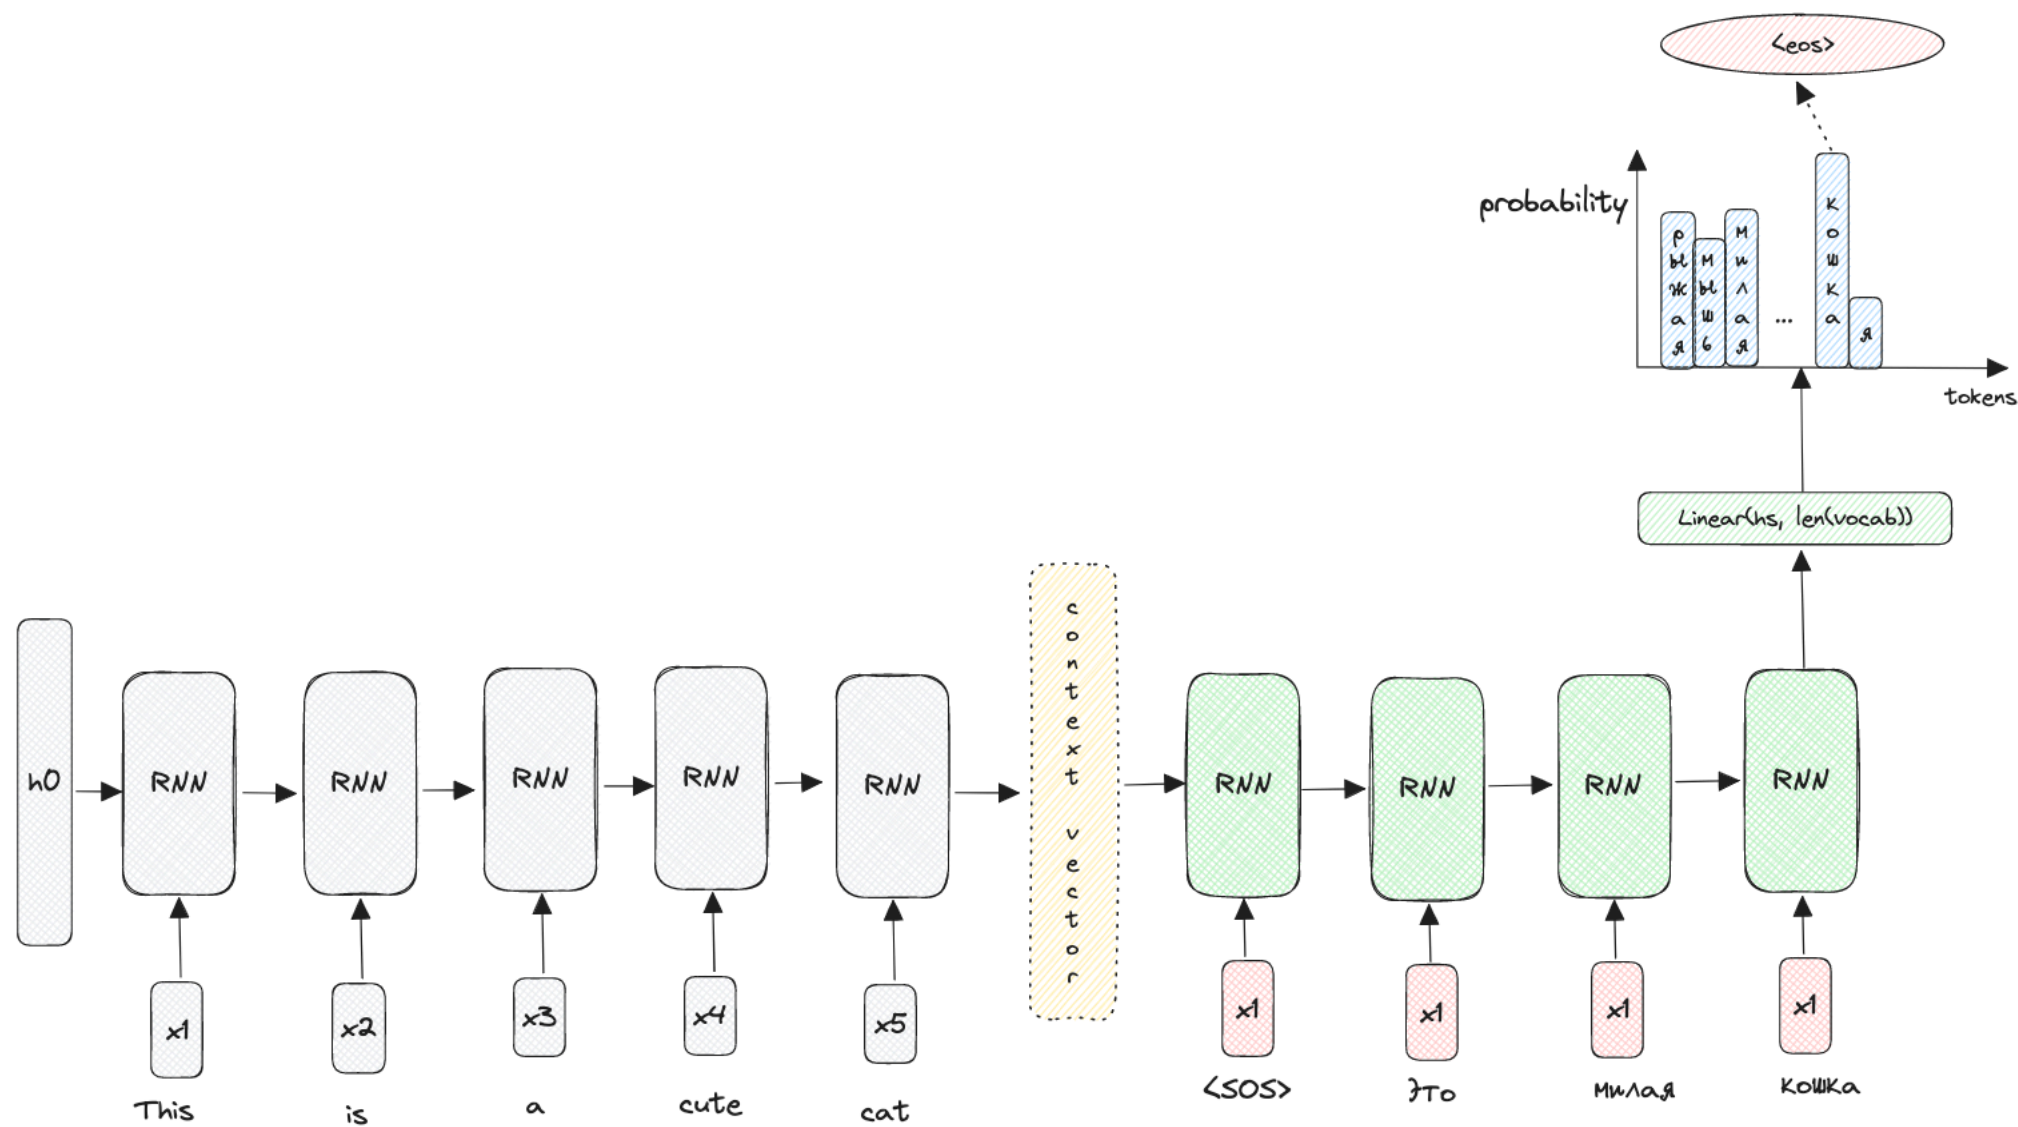 <eos>
probability
рыжая
мышь
милая
...
кошка
я
tokens
Linear(hs, len(vocab))
context vector
h0
RNN
RNN
RNN
RNN
RNN
RNN
RNN
RNN
RNN
x1
x2
x3
x4
x5
x1
x1
x1
x1
This
is
a
cute
cat
<SOS>
Это
милая
кошка